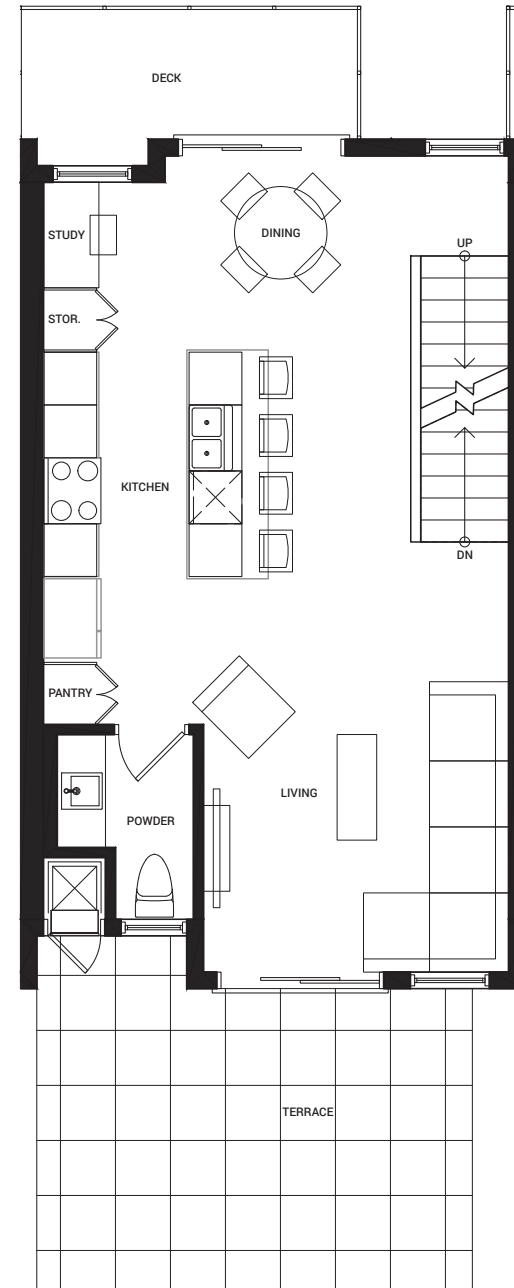 DECK
STUDY
DINING
UP
STOR.
KITCHEN
DN
PANTRY
LIVING
POWDER
TERRACE